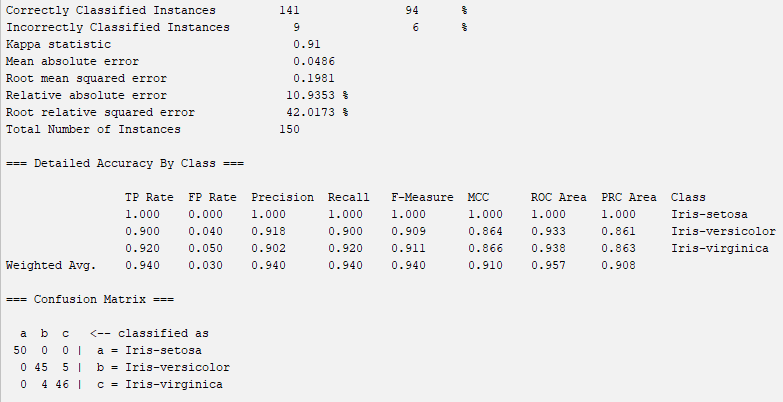 Correctly Classified Instances         141               94      %
Incorrectly Classified Instances         9                6      %
Kappa statistic                          0.91
Mean absolute error                      0.0486
Root mean squared error                  0.1981
Relative absolute error                 10.9353 %
Root relative squared error             42.0173 %
Total Number of Instances              150
=== Detailed Accuracy By Class ===
                 TP Rate  FP Rate  Precision  Recall   F-Measure  MCC      ROC Area  PRC Area  Class
                 1.000    0.000    1.000      1.000    1.000      1.000    1.000     1.000     Iris-setosa
                 0.900    0.040    0.918      0.900    0.909      0.864    0.933     0.861     Iris-versicolor
                 0.920    0.050    0.902      0.920    0.911      0.866    0.938     0.863     Iris-virginica
Weighted Avg.    0.940    0.030    0.940      0.940    0.940      0.910    0.957     0.908
=== Confusion Matrix ===
  a  b  c   <-- classified as
 50  0  0 |  a = Iris-setosa
  0 45  5 |  b = Iris-versicolor
  0  4 46 |  c = Iris-virginica